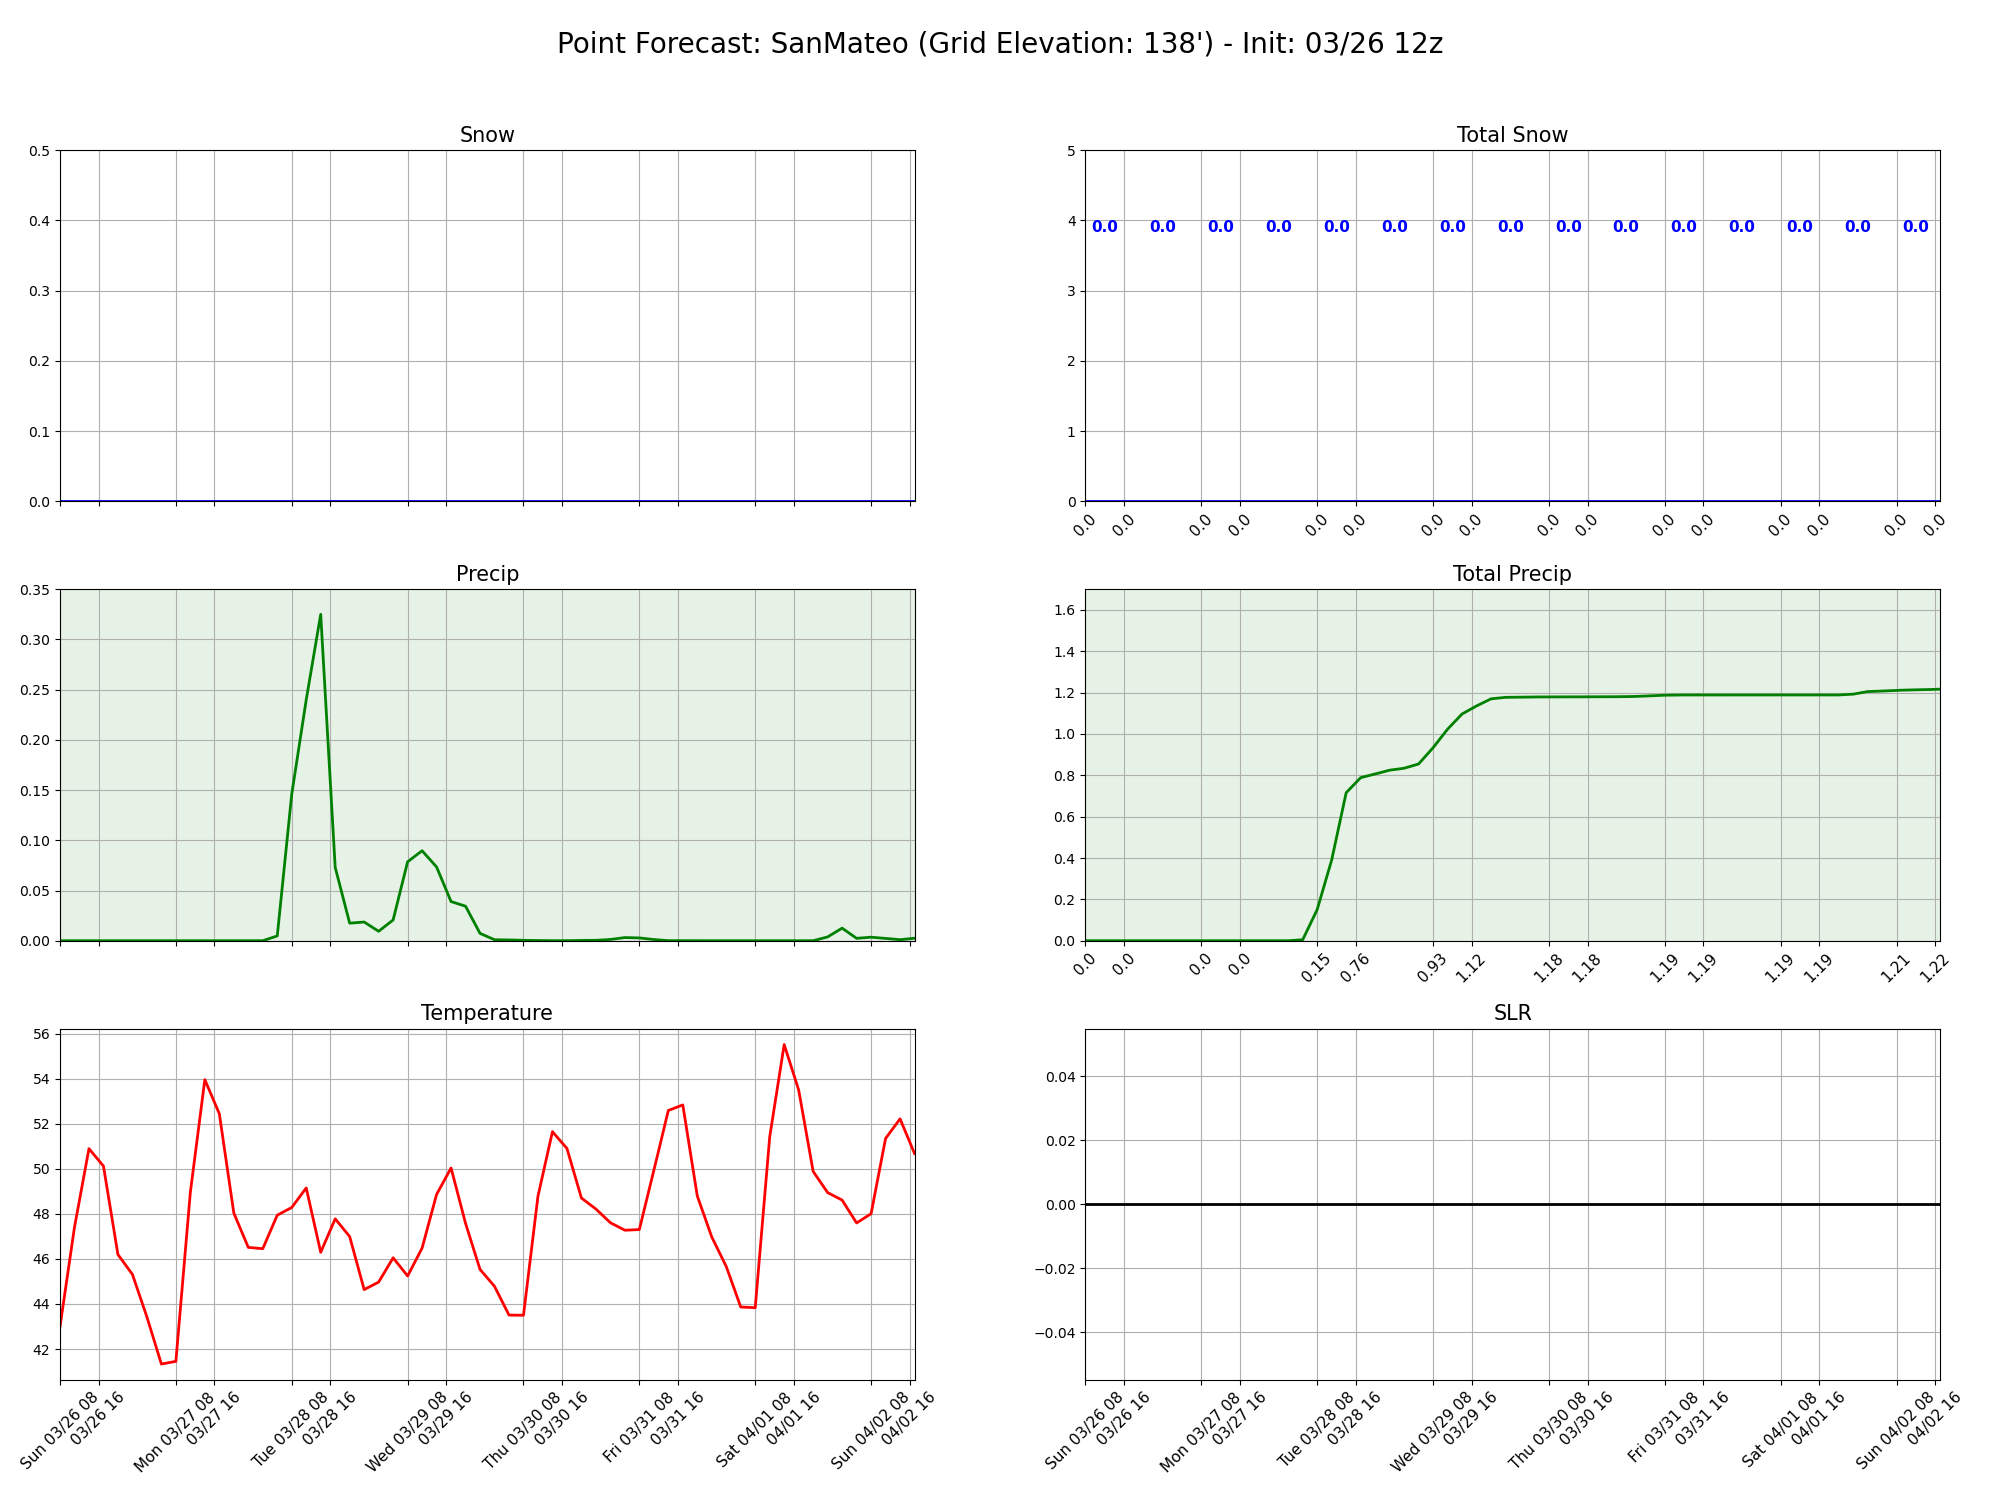 Point Forecast: SanMateo (Grid Elevation: 138') - Init: 03/26 12z
Snow
0.5
0.4
0.3
0.2
0.1
0.0
Total Snow
5
4
3
2
1
0
0.0 0.0 0.0 0.0 0.0 0.0 0.0 0.0 0.0 0.0 0.0 0.0 0.0 0.0 0.0
0.0 0.0 0.0 0.0 0.0 0.0 0.0 0.0 0.0 0.0 0.0 0.0 0.0 0.0 0.0 0.0
Precip
0.35
0.30
0.25
0.20
0.15
0.10
0.05
0.00
Total Precip
1.6
1.4
1.2
1.0
0.8
0.6
0.4
0.2
0.0
0.0 0.0 0.0 0.0 0.15 0.76 0.93 1.12 1.18 1.18 1.19 1.19 1.19 1.19 1.21 1.22
Temperature
56
54
52
50
48
46
44
42
Sun 03/26 08
03/26 16
Mon 03/27 08
03/27 16
Tue 03/28 08
03/28 16
Wed 03/29 08
03/29 16
Thu 03/30 08
03/30 16
Fri 03/31 08
03/31 16
Sat 04/01 08
04/01 16
Sun 04/02 08
04/02 16
SLR
0.04
0.02
0.00
−0.02
−0.04
Sun 03/26 08
03/26 16
Mon 03/27 08
03/27 16
Tue 03/28 08
03/28 16
Wed 03/29 08
03/29 16
Thu 03/30 08
03/30 16
Fri 03/31 08
03/31 16
Sat 04/01 08
04/01 16
Sun 04/02 08
04/02 16